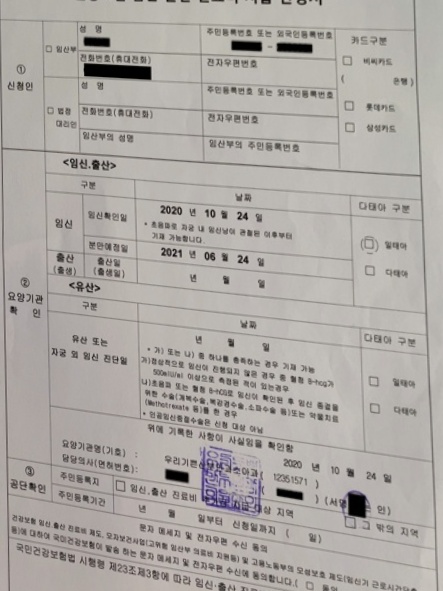 ① 신청인
□ 임산부
성 명
주민등록번호 또는 외국인등록번호
-
전화번호(휴대전화)
전자우편번호
□ 법정대리인
성 명
주민등록번호 또는 외국인등록번호
전화번호(휴대전화)
전자우편번호
임산부의 성명
임산부의 주민등록번호
카드구분
□ 비씨카드
( 은행)
□ 롯데카드
□ 삼성카드
② 요양기관 확 인
<임신.출산>
구분
날짜
다태아 구분
임신
임신확인일
2020 년 10 월 24 일
* 초음파로 자궁 내 임신낭이 관찰된 이후부터
기재 가능합니다.
분만예정일
2021 년 06 월 24 일
□ 일태아
□ 다태아
출산(출생)
출산일(출생일)
년 월 일
<유산>
구분
날짜
다태아 구분
유산 또는
자궁 외 임신 진단일
년 월 일
* 가) 또는 나) 중 하나를 충족하는 경우 기재 가능
가)정상적으로 임신이 진행되지 않은 경우 중 혈청 B-hcg가
500mIU/ml 이상으로 측정된 적이 있는경우
나)초음파 또는 혈청 B-hCG로 임신이 확인된 후 임신 종결을
위한 수술(개복수술,복강경수술,소파수술 등)또는 약물치료
(Methotrexate 등)를 한 경우
* 인공임신중절수술은 신청 대상 아님
□ 일태아
□ 다태아
위에 기록한 사항이 사실임을 확인함
2020 년 10 월 24 일
요양기관명(기호) : 우리기쁜 (12351571)
담당의사(면허번호): ( ) (서명 인)
③ 공단확인
주민등록지
□ 임신.출산 진료비 대상 지역
□ 그 밖의 지역
주민등록기간
년 월 일부터 신청일까지 ( 일)
문자 메세지 및 전자우편 수신 동의
건강보험 임신.출산 진료비 제도, 모자보건사업(고위험 임산부 의료비 지원등) 및 고용노동부의 모성보호 제도(임신기 근로시간단축
등)에 대하여 국민건강보험이 발송 하는 문자 메세지 및 전자우편 수신에 동의합니다.( □ 동의
국민건강보험법 시행령 제23조제3항에 따라 임신.출산